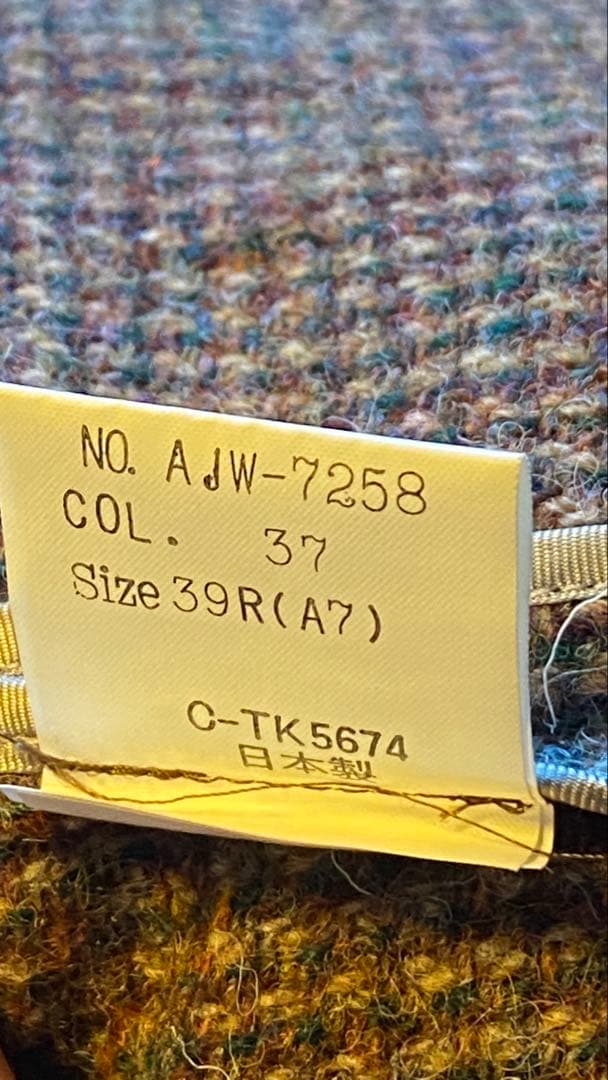 NO. AJW-7258
COL. 37
Size 39R(A7)
C-TK5674
日本製